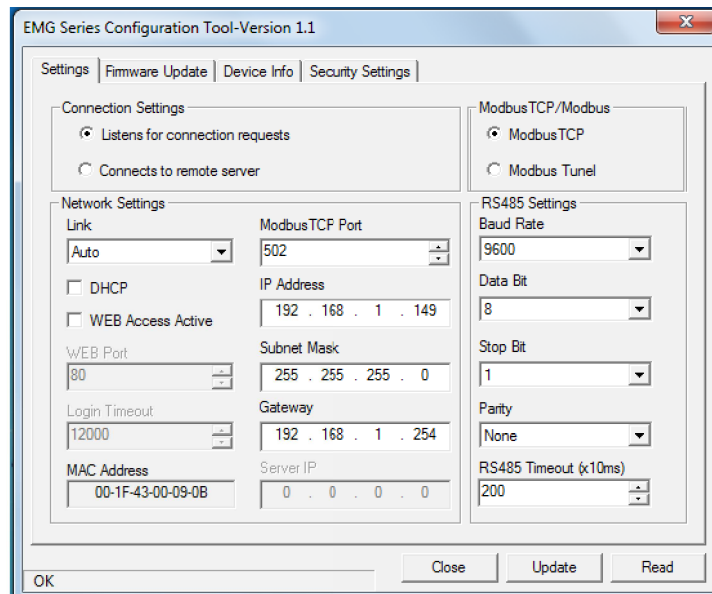 EMG Series Configuration Tool-Version 1.1
Settings Firmware Update Device Info Security Settings
Connection Settings
Listens for connection requests
Connects to remote server
ModbusTCP/Modbus
ModbusTCP
Modbus Tunel
Network Settings
Link
Auto
DHCP
WEB Access Active
WEB Port
80
Login Timeout
12000
MAC Address
00-1F-43-00-09-0B
ModbusTCP Port
502
IP Address
192 . 168 . 1 . 149
Subnet Mask
255 . 255 . 255 . 0
Gateway
192 . 168 . 1 . 254
Server IP
0 . 0 . 0 . 0
RS485 Settings
Baud Rate
9600
Data Bit
8
Stop Bit
1
Parity
None
RS485 Timeout (x10ms)
200
Close Update Read
OK